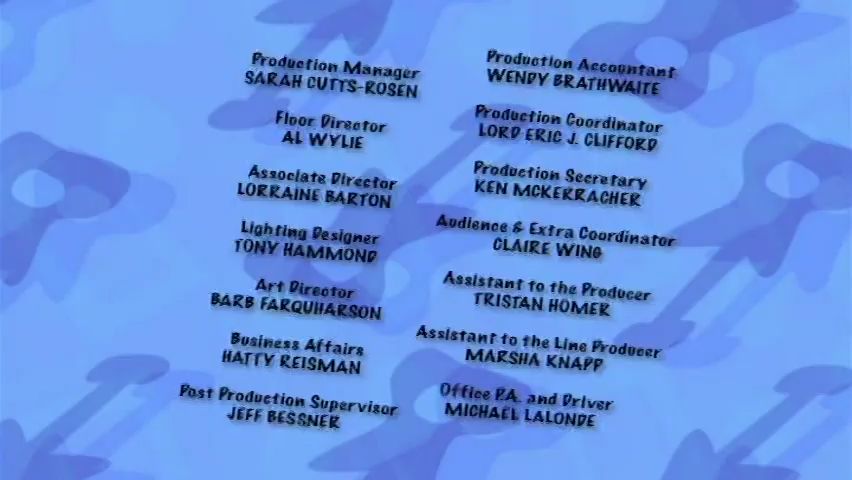 Production Manager
SARAH CUTTS-ROSEN
Floor Director
AL WYLIE
Associate Director
LORRAINE BARTON
Lighting Designer
TONY HAMMOND
Art Director
BARB FARQUHARSON
Business Affairs
HATTY REISMAN
Post Production Supervisor
JEFF BESSNER
Production Accountant
WENDY BRATHWAITE
Production Coordinator
LORD ERIC J. CLIFFORD
Production Secretary
KEN MCKERRACHER
Audience & Extra Coordinator
CLAIRE WING
Assistant to the Producer
TRISTAN HOMER
Assistant to the Line Producer
MARSHA KNAPP
Office P.A. and Driver
MICHAEL LALONDE